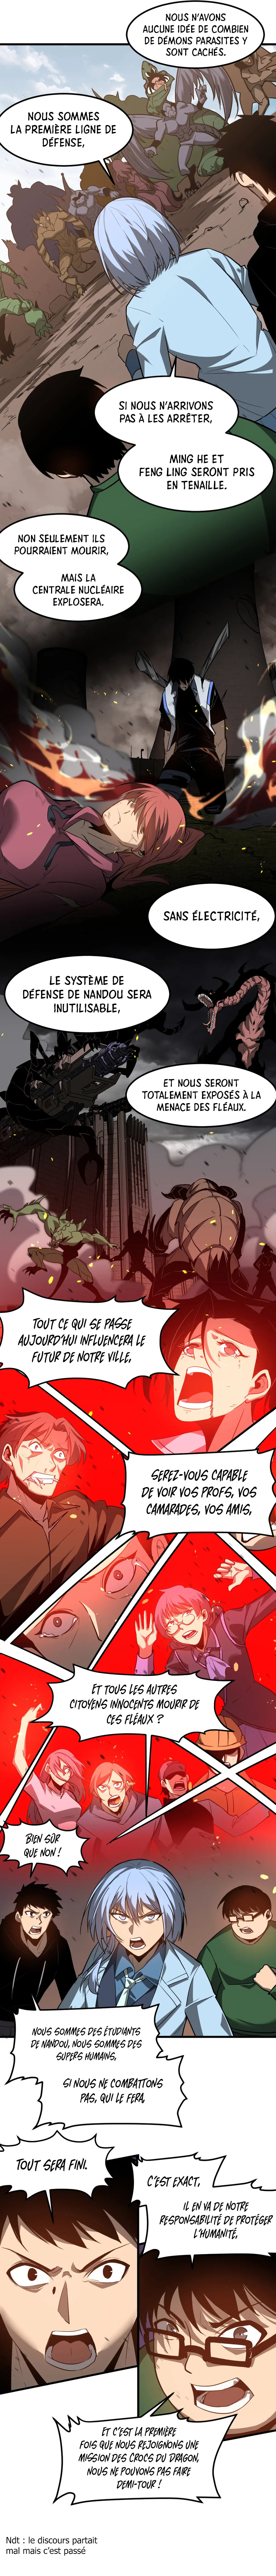 NOUS N'AVONS
AUCUNE IDÉE DE COMBIEN
DE DÉMONS PARASITES Y
SONT CACHÉS.
NOUS SOMMES
LA PREMIÈRE LIGNE DE
DÉFENSE,
SI NOUS N'ARRIVONS
PAS À LES ARRÊTER,
MING HE ET
FENG LING SERONT PRIS
EN TENAILLE.
NON SEULEMENT ILS
POURRAIENT MOURIR,
MAIS LA
CENTRALE NUCLÉAIRE
EXPLOSERA.
SANS ÉLECTRICITÉ,
LE SYSTÈME DE
DÉFENSE DE NANDOU SERA
INUTILISABLE,
ET NOUS SERONT
TOTALEMENT EXPOSÉS À LA
MENACE DES FLÉAUX.
TOUT CE QUI SE PASSE
AUJOURD'HUI INFLUENCERA LE
FUTUR DE NOTRE VILLE,
SEREZ-VOUS CAPABLE
DE VOIR VOS PROFS, VOS
CAMARADES, VOS AMIS,
ET TOUS LES AUTRES
CITOYENS INNOCENTS MOURIR DE
CES FLÉAUX ?
BIEN SÛR
QUE NON !
NOUS SOMMES DES ÉTUDIANTS
DE NANDOU, NOUS SOMMES DES
SUPERS HUMAINS,
SI NOUS NE COMBATTONS
PAS, QUI LE FERA,
TOUT SERA FINI.
C'EST EXACT,
IL EN VA DE NOTRE
RESPONSABILITÉ DE PROTÉGER
L'HUMANITÉ,
ET C'EST LA PREMIÈRE
FOIS QUE NOUS REJOIGNONS UNE
MISSION DES CROCS DU DRAGON,
NOUS NE POUVONS PAS FAIRE
DEMI-TOUR !
Ndt : le discours partait
mal mais c'est passé